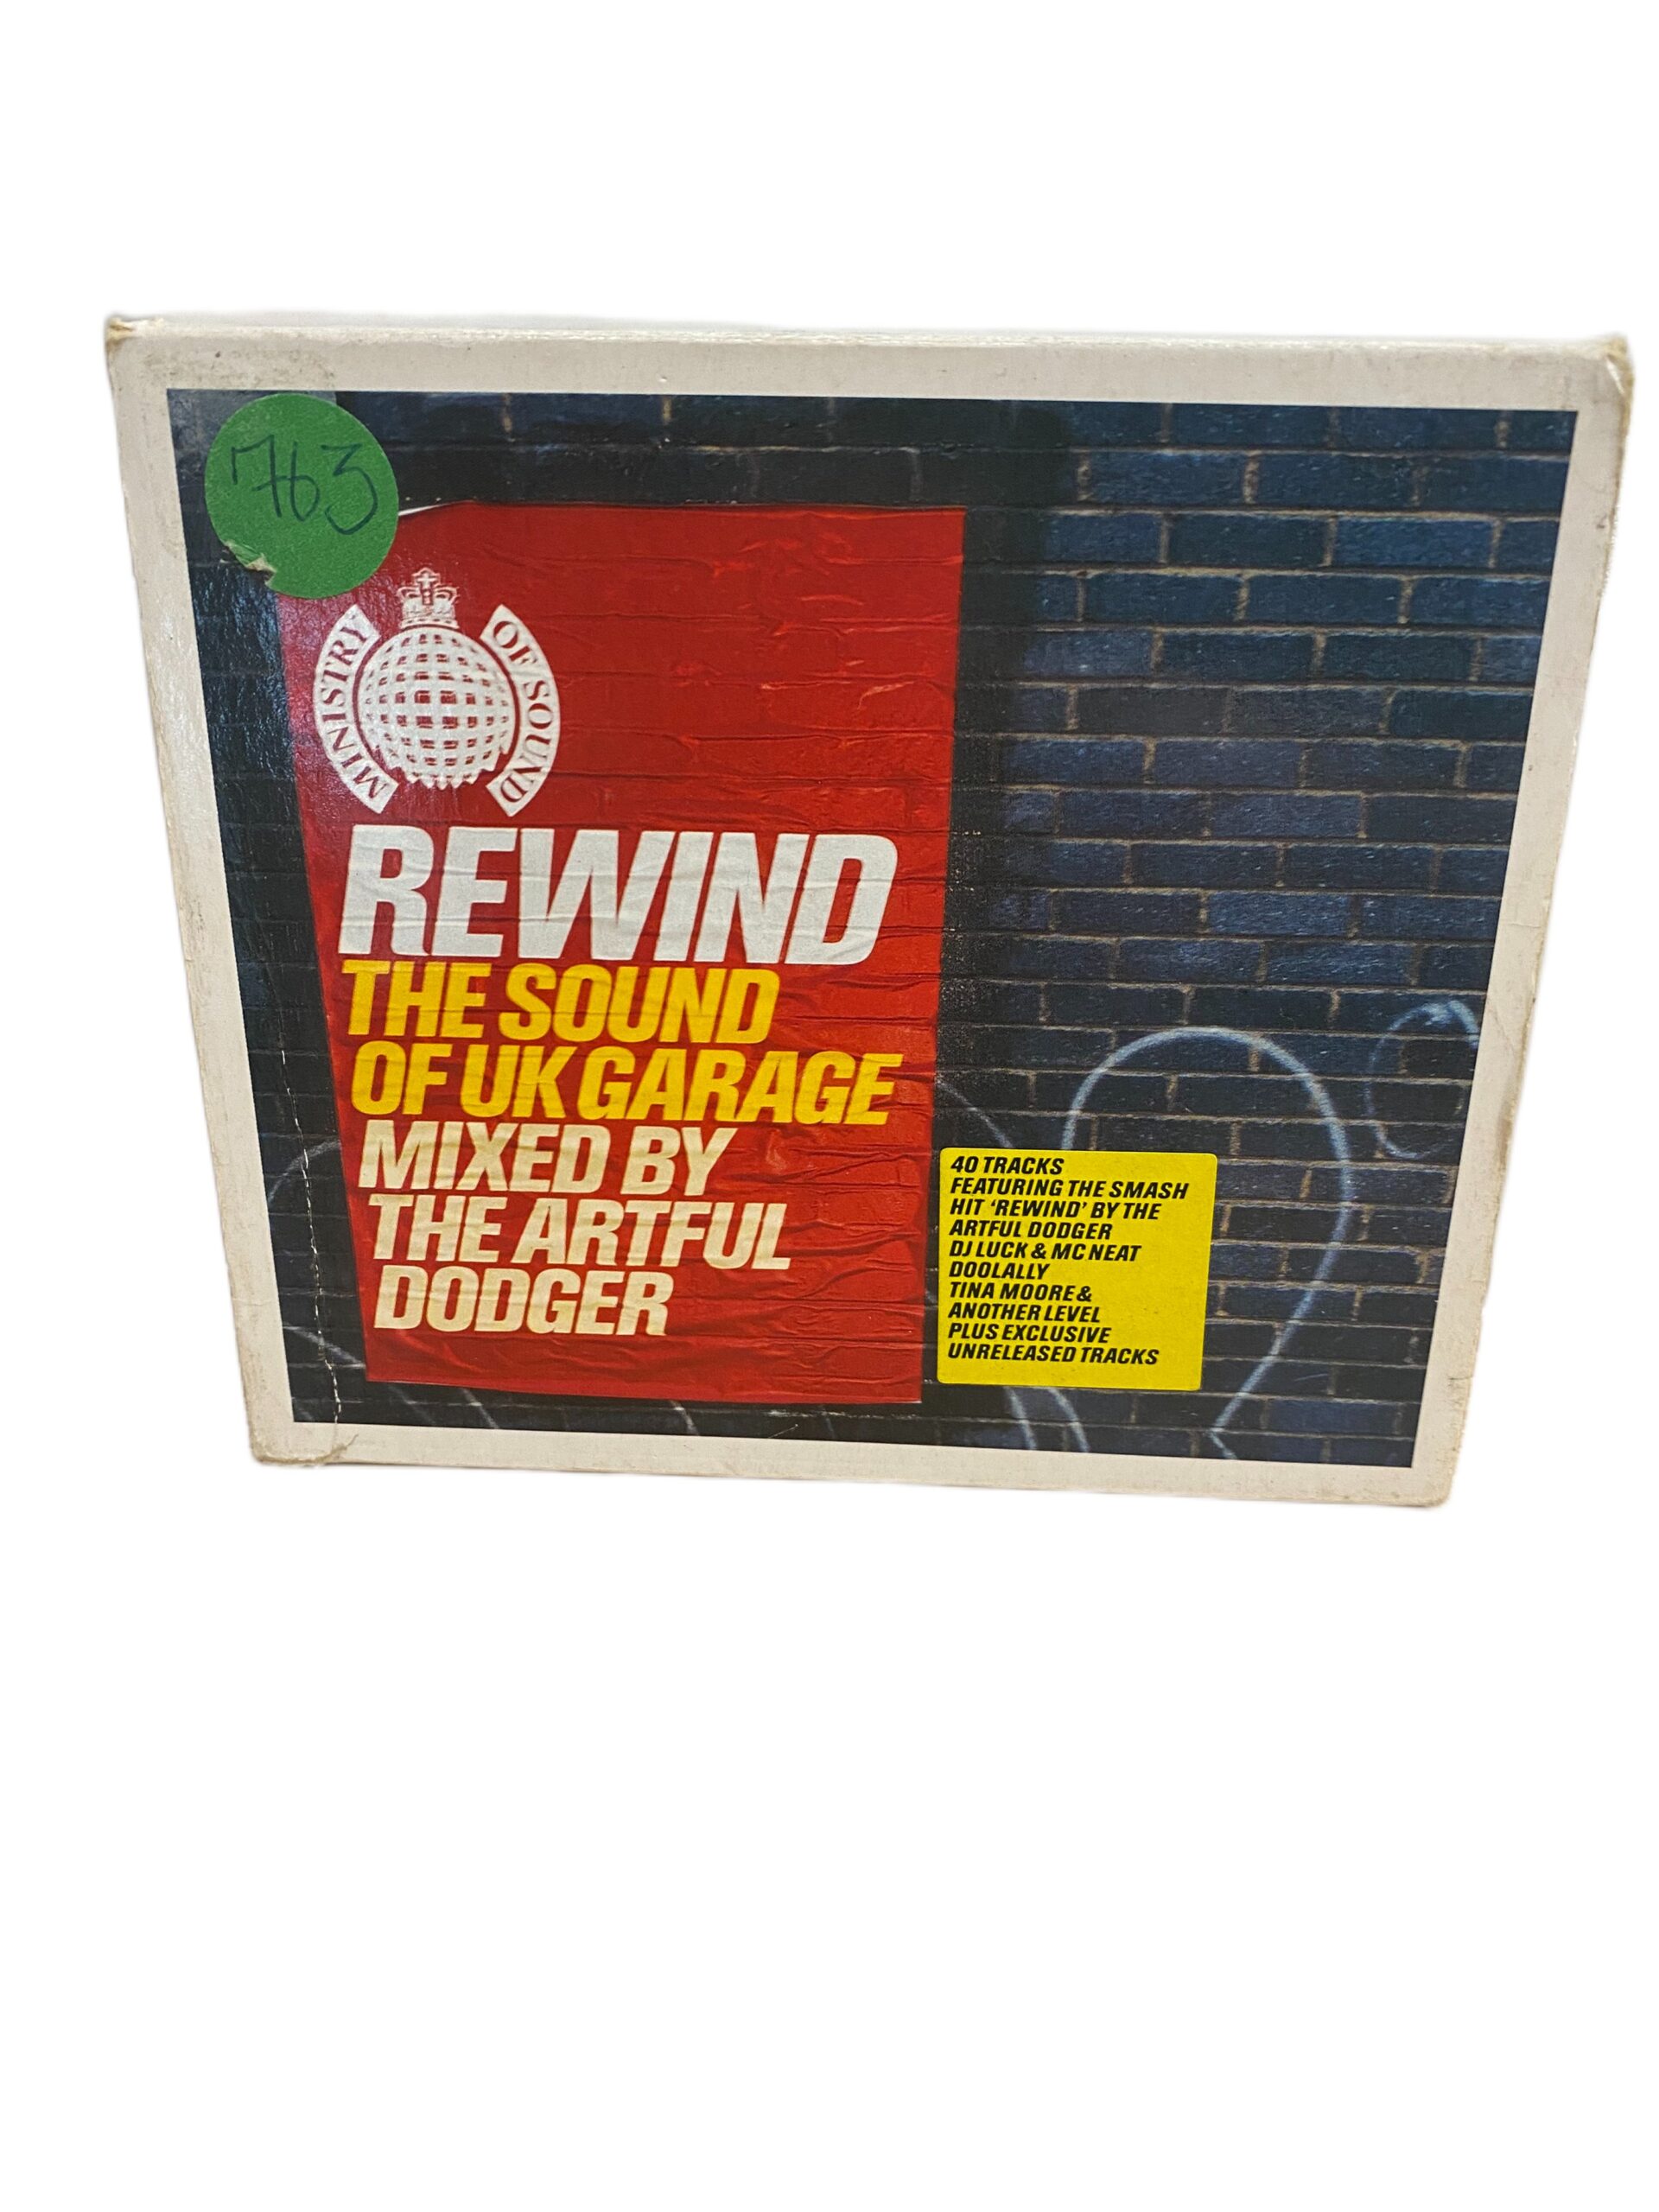 763
MINISTRY OF SOUND
REWIND
THE SOUND
OF UK GARAGE
MIXED BY
THE ARTFUL
DODGER
40 TRACKS
FEATURING THE SMASH
HIT 'REWIND' BY THE
ARTFUL DODGER
DJ LUCK & MC NEAT
DOOLALLY
TINA MOORE &
ANOTHER LEVEL
PLUS EXCLUSIVE
UNRELEASED TRACKS